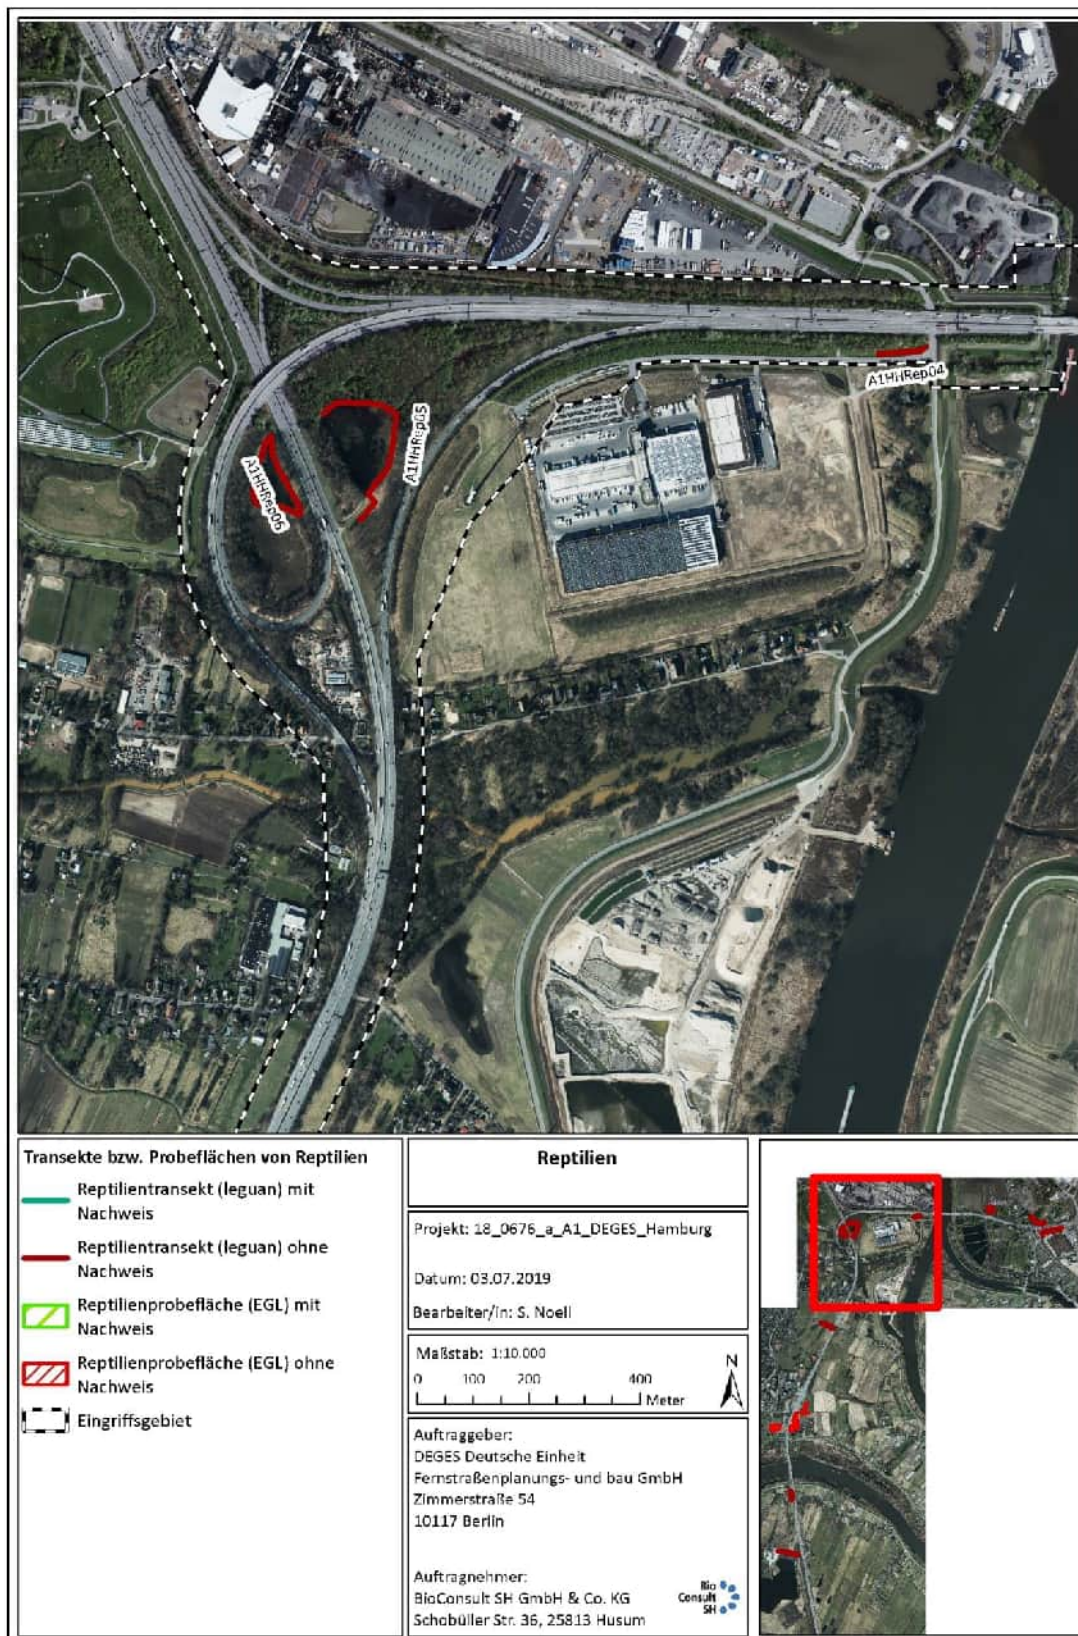 A1HHRep04
A1HHRep05
A1HHRep06
Transekte bzw. Probeflächen von Reptilien
Reptilientransekt (leguan) mit
Nachweis
Reptilientransekt (leguan) ohne
Nachweis
Reptilienprobefläche (EGL) mit
Nachweis
Reptilienprobefläche (EGL) ohne
Nachweis
Eingriffsgebiet
Reptilien
Projekt: 18_0676_a_A1_DEGES_Hamburg
Datum: 03.07.2019
Bearbeiter/in: S. Noell
Maßstab: 1:10.000
0 100 200 400
Meter
N
Auftraggeber:
DEGES Deutsche Einheit
Fernstraßenplanungs- und bau GmbH
Zimmerstraße 54
10117 Berlin
Auftragnehmer:
BioConsult SH GmbH & Co. KG
Schobüller Str. 36, 25813 Husum
Bio
Consult
SH